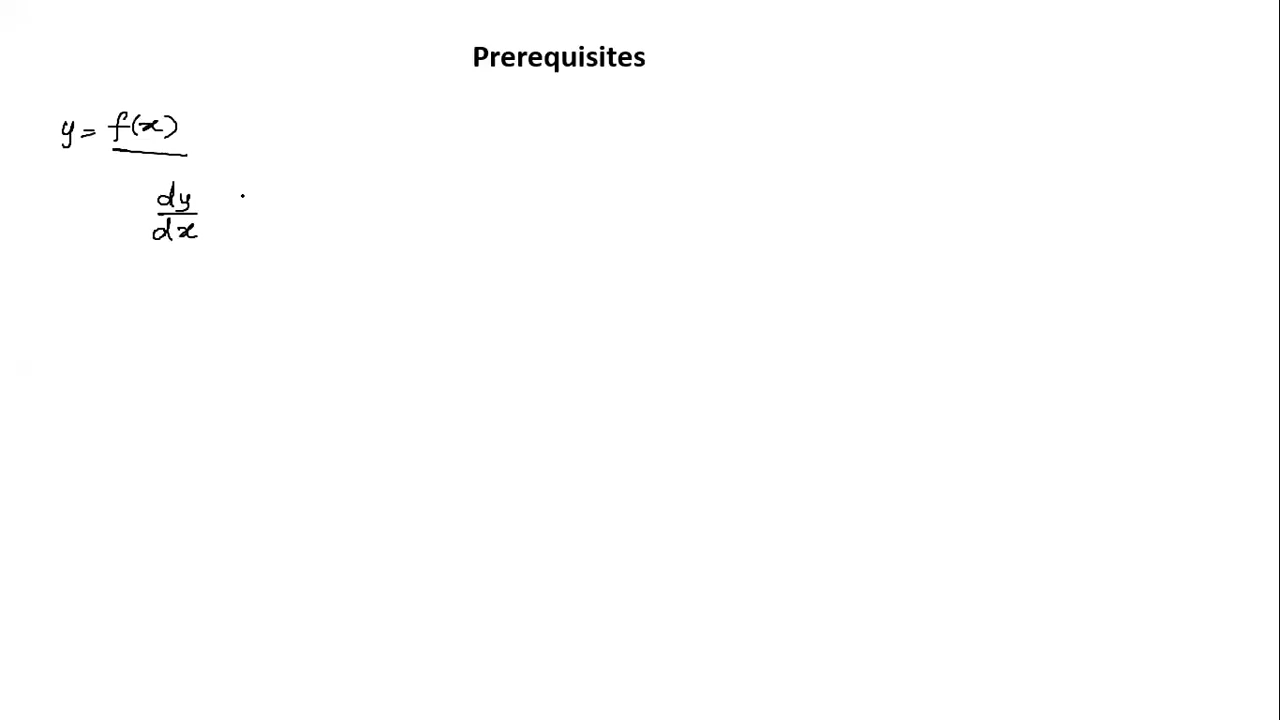 Prerequisites
y = f(x)
dy
dx